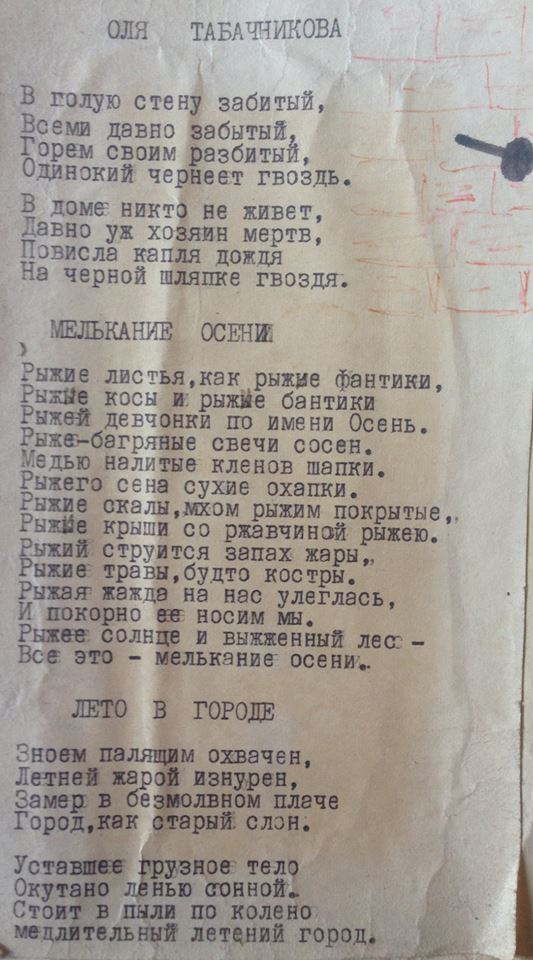 ОЛЯ ТАБАЧНИКОВА
В голую стену забитый,
Всеми давно забытый,
Горем своим разбитый,
Одинокий чернеет гвоздь.
В доме никто не живет,
Давно уж хозяин мертв,
Повисла капля дождя
На черной шляпке гвоздя.
МЕЛЬКАНИЕ ОСЕНИ
Рыжие листья,как рыжие фантики,
Рыжие косы и рыжие бантики
Рыжей девчонки по имени Осень.
Рыже-багряные свечи сосен.
Медью налитые кленов шапки.
Рыжего сена сухие охапки.
Рыжие скалы,мхом рыжим покрытые,
Рыжие крыши со ржавчиной рыжею.
Рыжий струится запах жары,
Рыжие травы,будто костры.
Рыжая жажда на нас улеглась,
И покорно ее носим мы.
Рыжее солнце и выжженный лес -
Все это - мелькание осени.
ЛЕТО В ГОРОДЕ
Зноем палящим охвачен,
Летней жарой изнурен,
Замер в безмолвном плаче
Город,как старый слон.
Уставшее грузное тело
Окутано ленью сонной.
Стоит в пыли по колено
медлительный летений город.